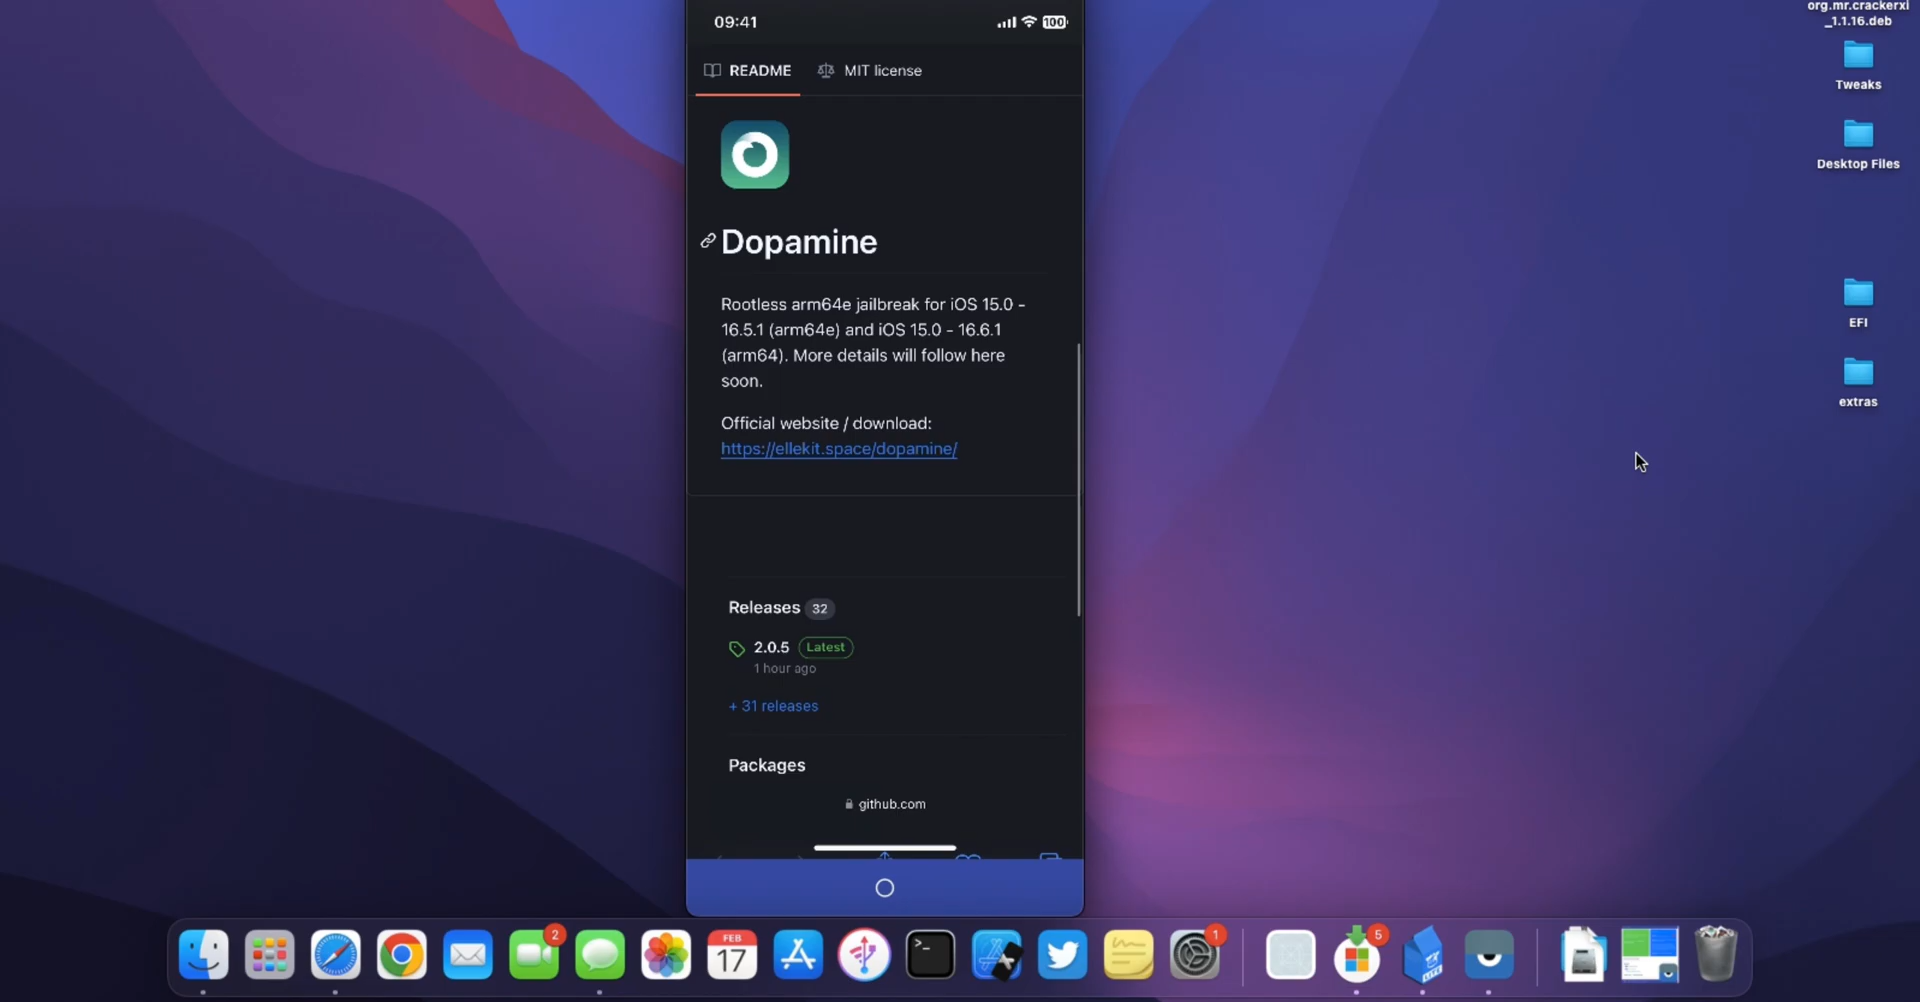 09:41
100
README
MIT license
Dopamine
Rootless arm64e jailbreak for iOS 15.0 -
16.5.1 (arm64e) and iOS 15.0 - 16.6.1
(arm64). More details will follow here
soon.
Official website / download:
https://ellekit.space/dopamine/
Releases 32
2.0.5 Latest
1 hour ago
+ 31 releases
Packages
github.com
org.mr.crackerxi
_1.1.16.deb
Tweaks
Desktop Files
EFI
extras
2
FEB
17
>_
1
5
LITE